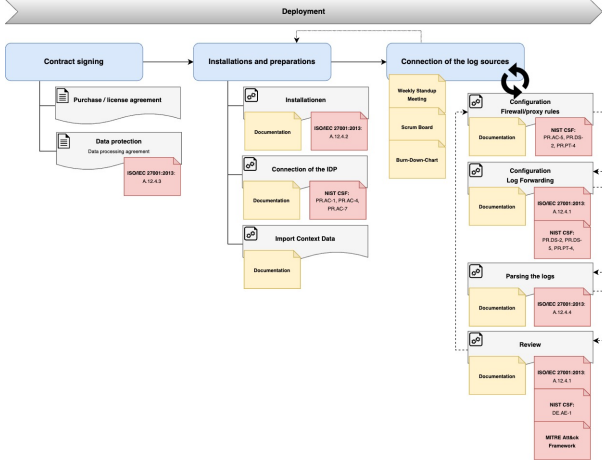 Deployment
Contract signing
Installations and preparations
Connection of the log sources
Purchase / license agreement
Data protection
Data processing agreement
ISO/IEC 27001:2013:
A.12.4.3
Installationen
Documentation
ISO/IEC 27001:2013:
A.12.4.2
Connection of the IDP
Documentation
NIST CSF:
PR.AC-1, PR.AC-4,
PR.AC-7
Import Context Data
Documentation
Weekly Standup
Meeting
Scrum Board
Burn-Down-Chart
Configuration
Firewall/proxy rules
Documentation
NIST CSF:
PR.AC-5, PR.DS-
2, PR.PT-4
Configuration
Log Forwarding
Documentation
ISO/IEC 27001:2013:
A.12.4.1
NIST CSF:
PR.DS-2, PR.DS-
5, PR.PT-4,
Parsing the logs
Documentation
ISO/IEC 27001:2013:
A.12.4.4
Review
Documentation
ISO/IEC 27001:2013:
A.12.4.1
NIST CSF:
DE.AE-1
MITRE Att&ck
Framework